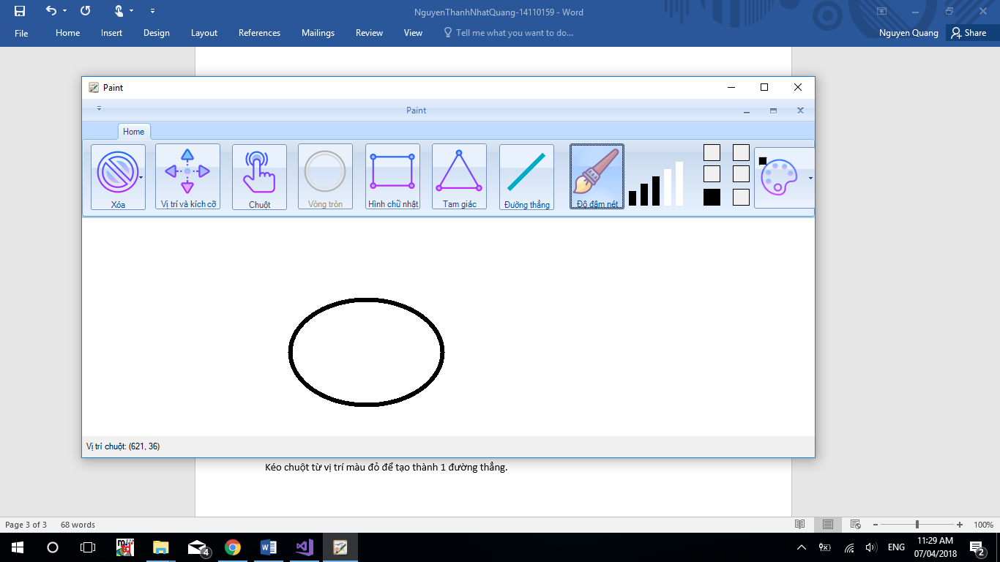 NguyenThanhNhatQuang-14110159 - Word
File Home Insert Design Layout References Mailings Review View Tell me what you want to do... Nguyen Quang Share
Paint
Paint
Home
Xóa Vị trí và kích cỡ Chuột Vòng tròn Hình chữ nhật Tam giác Đường thẳng Độ đậm nét
Vị trí chuột: (621, 36)
Kéo chuột từ vị trí màu đỏ để tạo thành 1 đường thẳng.
Page 3 of 3 68 words 100%
4 ENG 11:29 AM 2
07/04/2018